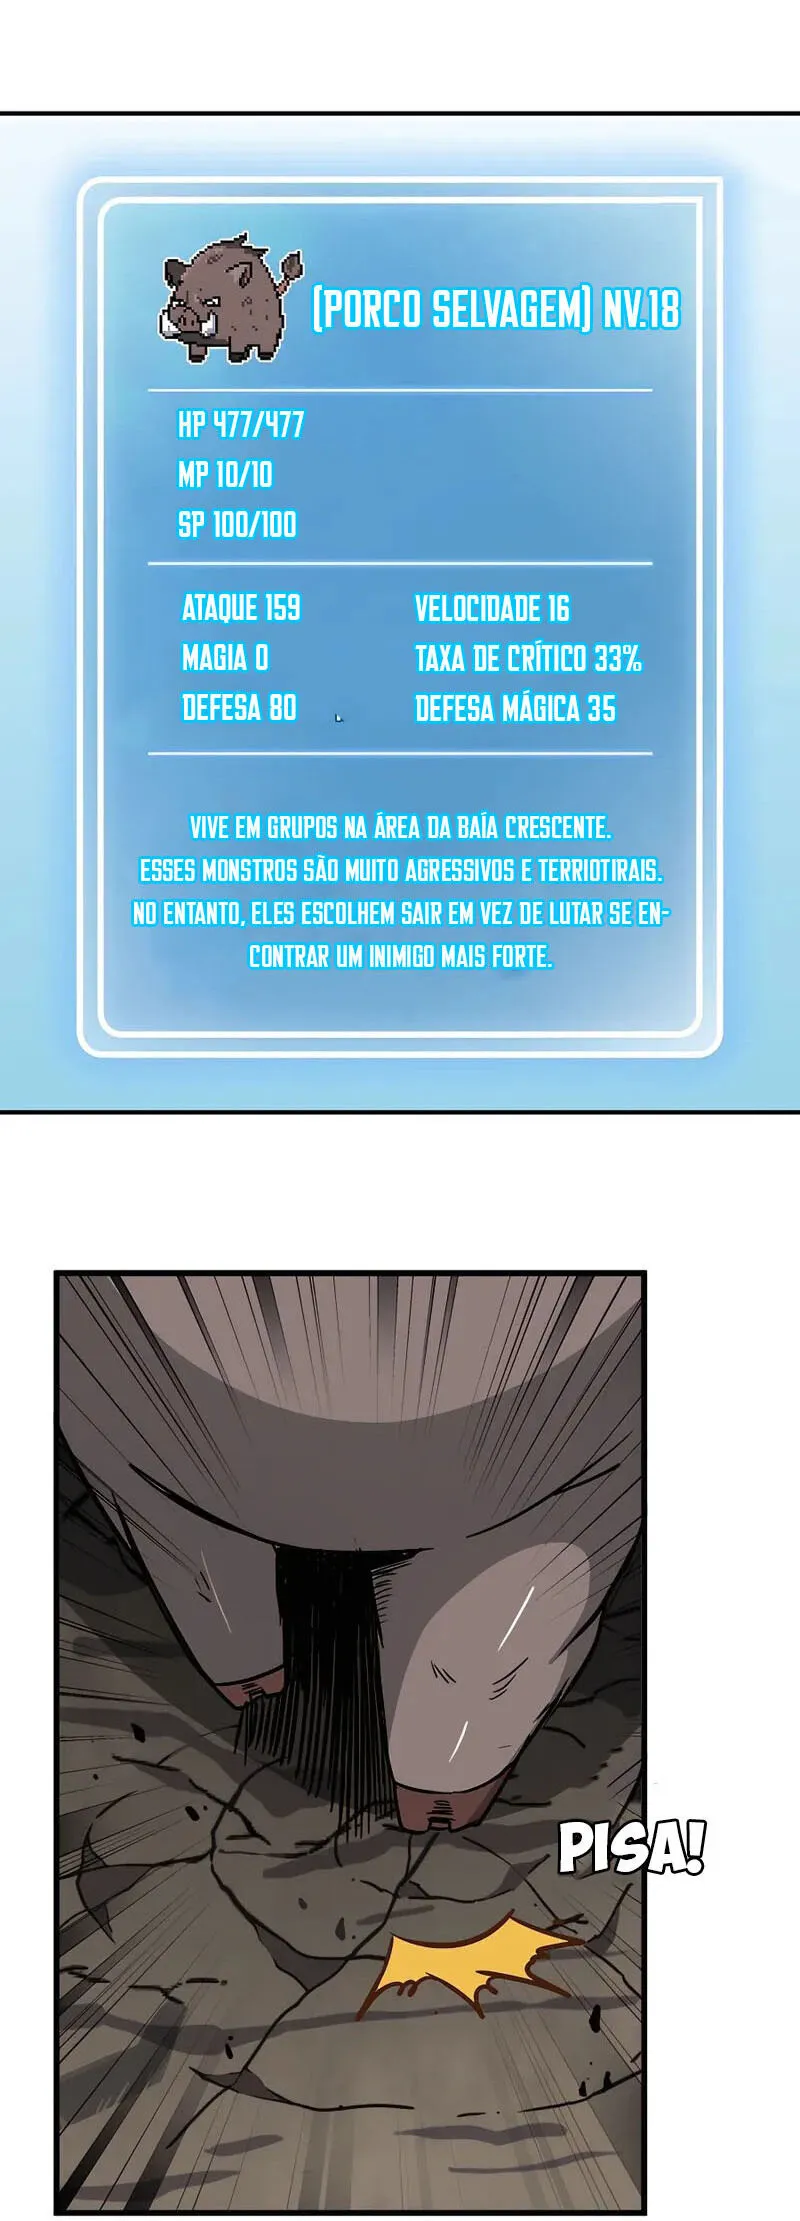 [PORCO SELVAGEM] NV.18
HP 477/477
MP 10/10
SP 100/100
ATAQUE 159
VELOCIDADE 16
MAGIA 0
TAXA DE CRÍTICO 33%
DEFESA 80
DEFESA MÁGICA 35
VIVE EM GRUPOS NA ÁREA DA BAÍA CRESCENTE.
ESSES MONSTROS SÃO MUITO AGRESSIVOS E TERRIOTIRAIS.
NO ENTANTO, ELES ESCOLHEM SAIR EM VEZ DE LUTAR SE EN-
CONTRAR UM INIMIGO MAIS FORTE.
PISA!